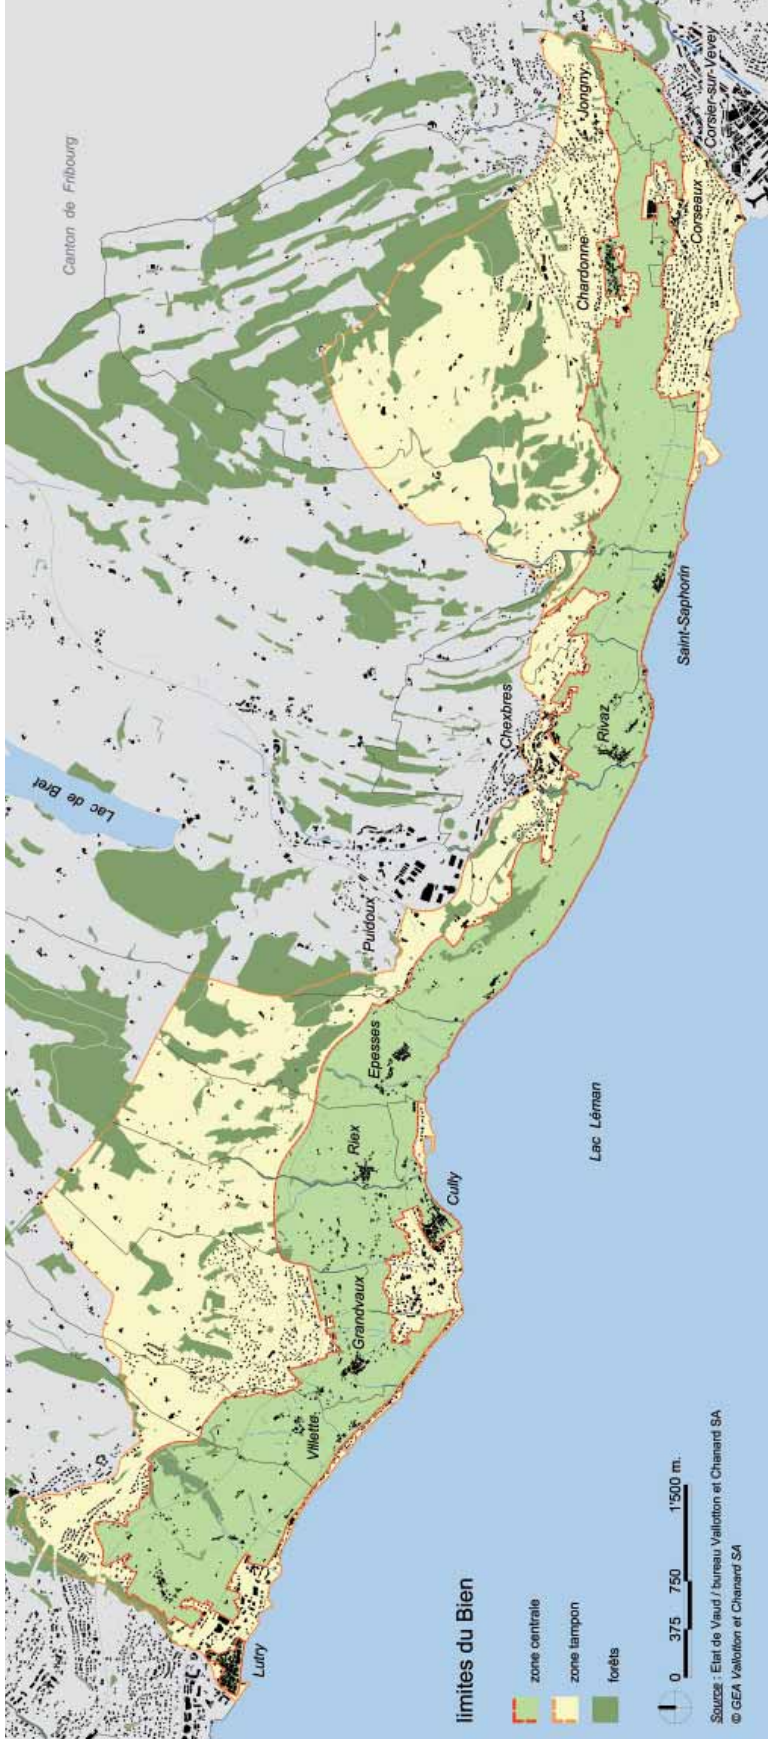 Canton de Fribourg
Lac de Bret
Jongny
Corsier-sur-Vevey
Chardonne
Corseaux
Chexbres
Saint-Saphorin
Rivaz
Puidoux
Epesses
Riex
Cully
Lac Léman
Grandvaux
Villette
Lutry
limites du Bien
zone centrale
zone tampon
forêts
0 375 750 1'500 m.
Source : Etat de Vaud / bureau Vallotton et Chanard SA
© GEA Vallotton et Chanard SA